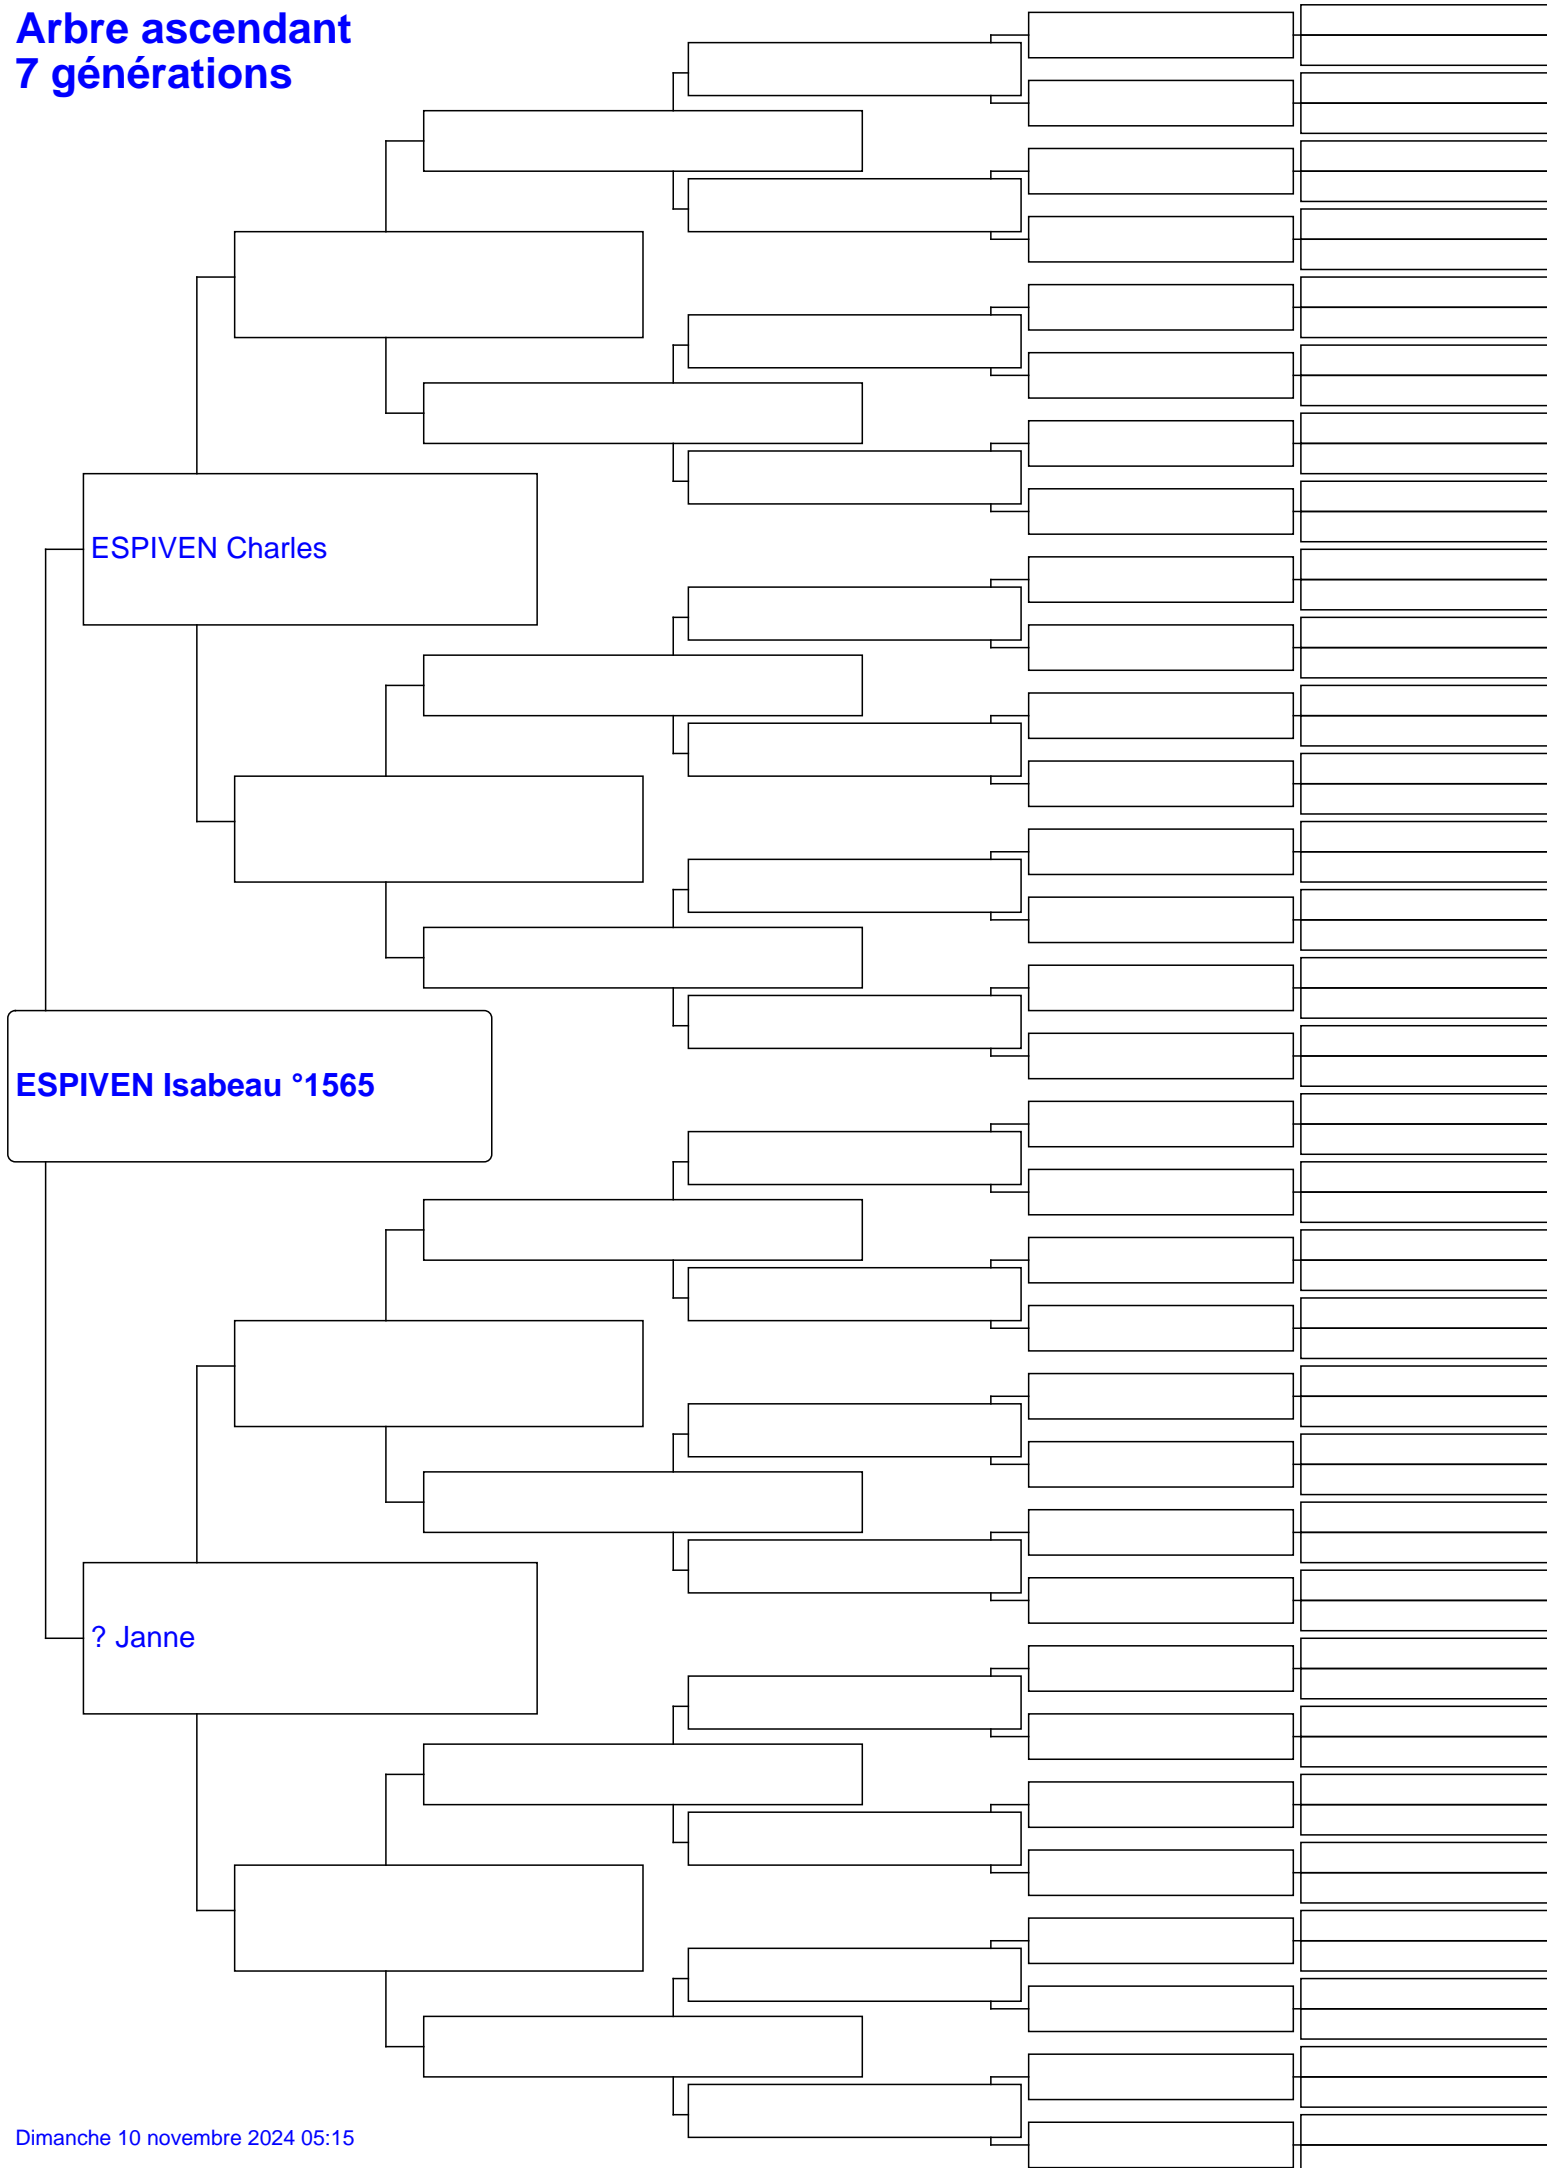 Arbre ascendant
7 générations
ESPIVEN Charles
ESPIVEN Isabeau °1565
? Janne
Dimanche 10 novembre 2024 05:15